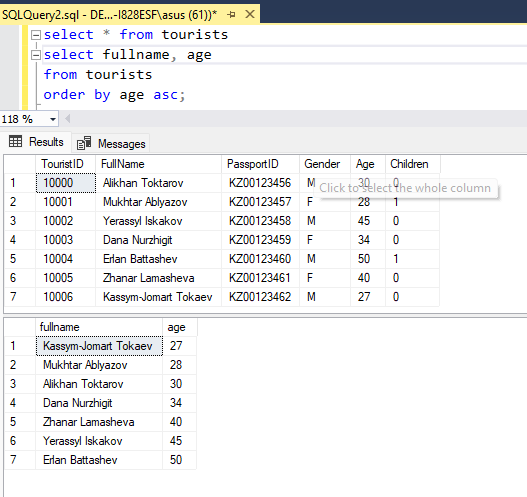 SQLQuery2.sql - DE...-I828ESF\asus (61))*
select * from tourists
select fullname, age
from tourists
order by age asc;
118 %
Results Messages
TouristID FullName PassportID Gender Age Children
1 10000 Alikhan Toktarov KZ00123456 M 30 0
Click to select the whole column
2 10001 Mukhtar Ablyazov KZ00123457 F 28 1
3 10002 Yerassyl Iskakov KZ00123458 M 45 0
4 10003 Dana Nurzhigit KZ00123459 F 34 0
5 10004 Erlan Battashev KZ00123460 M 50 1
6 10005 Zhanar Lamasheva KZ00123461 F 40 0
7 10006 Kassym-Jomart Tokaev KZ00123462 M 27 0
fullname age
1 Kassym-Jomart Tokaev 27
2 Mukhtar Ablyazov 28
3 Alikhan Toktarov 30
4 Dana Nurzhigit 34
5 Zhanar Lamasheva 40
6 Yerassyl Iskakov 45
7 Erlan Battashev 50